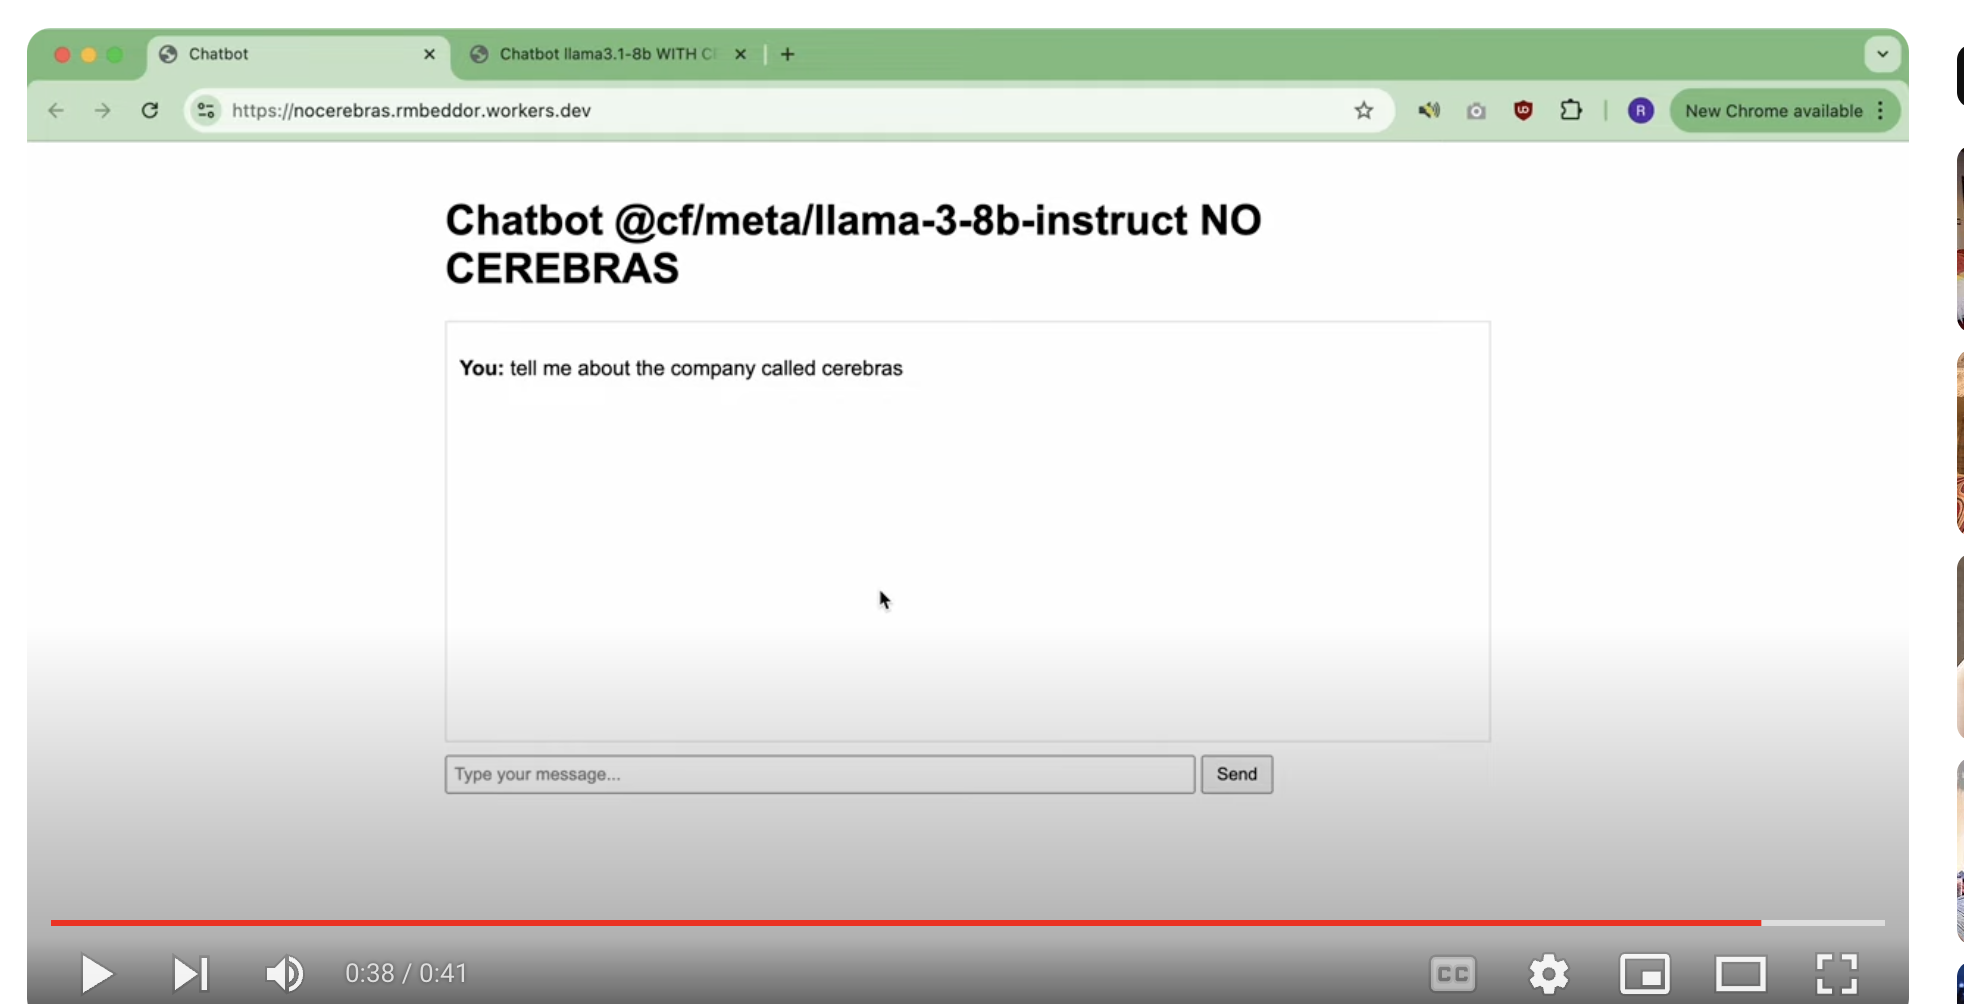 Chatbot
Chatbot llama3.1-8b WITH
https://nocerebras.rmbeddor.workers.dev
R
New Chrome available
Chatbot @cf/meta/llama-3-8b-instruct NO
CEREBRAS
You: tell me about the company called cerebras
Type your message...
Send
0:38 / 0:41
CC